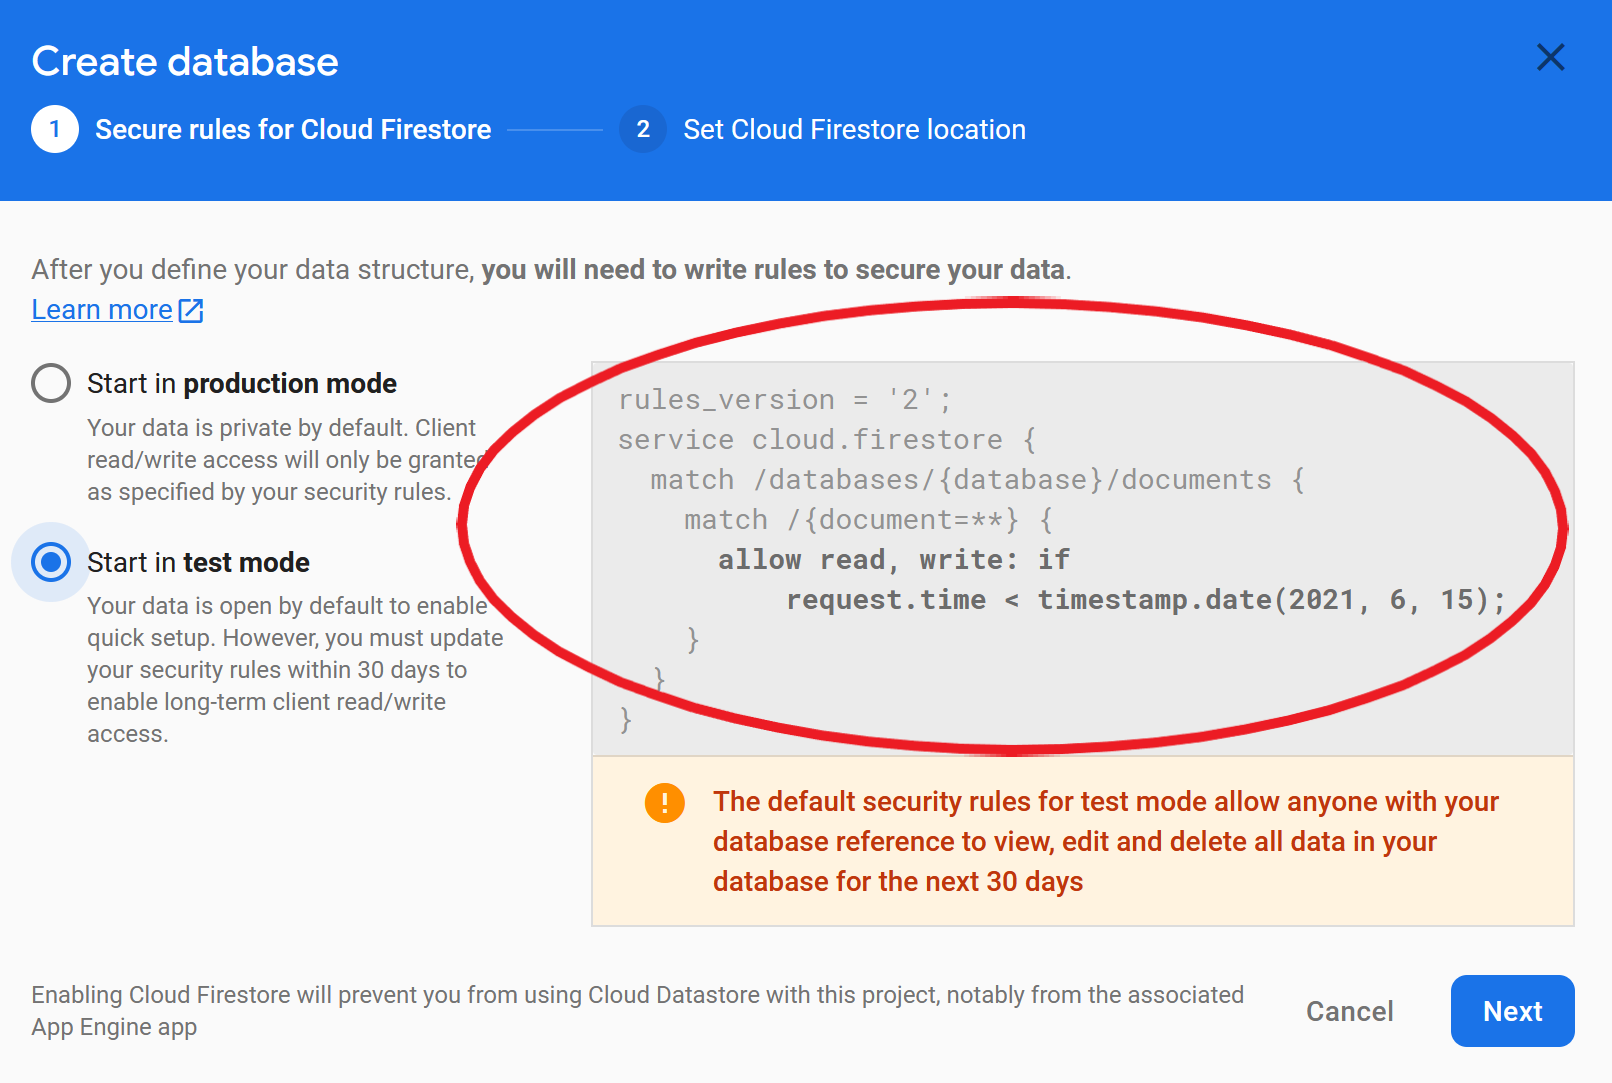 Create database
1 Secure rules for Cloud Firestore 2 Set Cloud Firestore location
After you define your data structure, you will need to write rules to secure your data.
Learn more
Start in production mode
Your data is private by default. Client
read/write access will only be granted
as specified by your security rules.
Start in test mode
Your data is open by default to enable
quick setup. However, you must update
your security rules within 30 days to
enable long-term client read/write
access.
rules_version = '2';
service cloud.firestore {
  match /databases/{database}/documents {
    match /{document=**} {
      allow read, write: if
          request.time < timestamp.date(2021, 6, 15);
    }
  }
}
! The default security rules for test mode allow anyone with your
database reference to view, edit and delete all data in your
database for the next 30 days
Enabling Cloud Firestore will prevent you from using Cloud Datastore with this project, notably from the associated
App Engine app
Cancel
Next